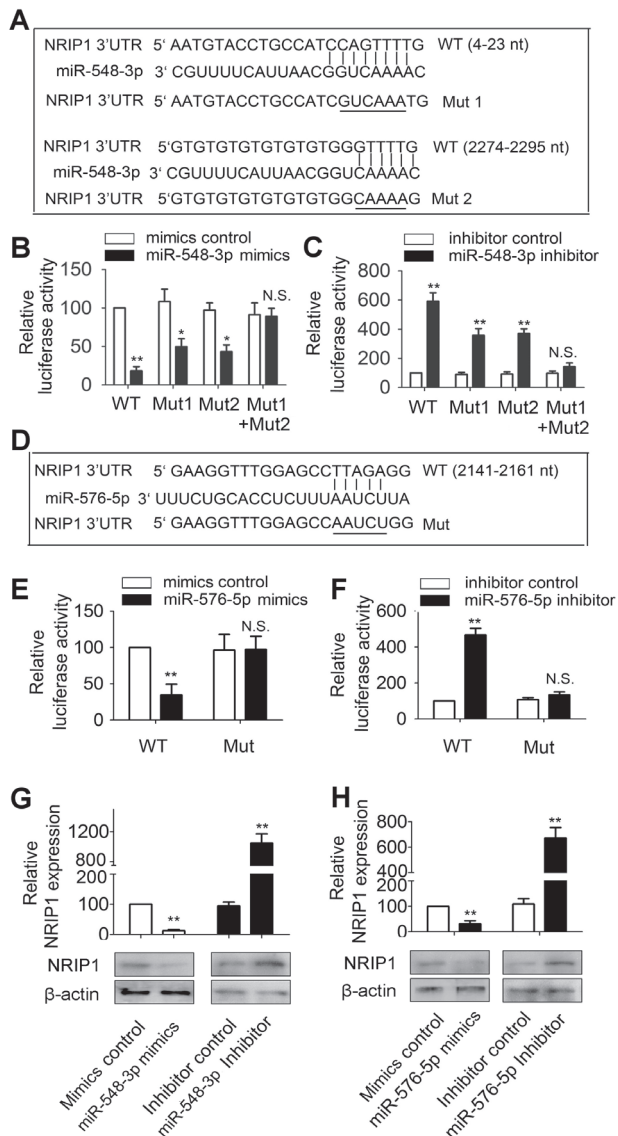 A
NRIP1 3'UTR 5‘ AATGTACCTGCCATCCAGTTTTG WT (4-23 nt)
miR-548-3p 3‘ CGUUUUCAUUAACGGUCAAAAC
NRIP1 3'UTR 5‘ AATGTACCTGCCATCGUCAAATG Mut 1
NRIP1 3'UTR 5‘GTGTGTGTGTGTGTGGGTTTTG WT (2274-2295 nt)
miR-548-3p 3‘ CGUUUUCAUUAACGGUCAAAAC
NRIP1 3'UTR 5‘GTGTGTGTGTGTGTGGCAAAAG Mut 2
B
mimics control
miR-548-3p mimics
Relative
luciferase activity
150
100
50
0
**
*
*
N.S.
WT Mut1 Mut2 Mut1
+Mut2
C
inhibitor control
miR-548-3p inhibitor
Relative
luciferase activity
800
600
400
200
0
**
**
**
N.S.
WT Mut1 Mut2 Mut1
+Mut2
D
NRIP1 3'UTR 5‘ GAAGGTTTGGAGCCTTAGAGG WT (2141-2161 nt)
miR-576-5p 3‘ UUUCUGCACCUCUUUAAUCUUA
NRIP1 3'UTR 5‘ GAAGGTTTGGAGCCAAUCUGG Mut
E
mimics control
miR-576-5p mimics
Relative
luciferase activity
150
100
50
0
**
N.S.
WT Mut
F
inhibitor control
miR-576-5p inhibitor
Relative
luciferase activity
600
400
200
0
**
N.S.
WT Mut
G
Relative
NRIP1 expression
1200
800
200
100
0
**
**
NRIP1
β-actin
Mimics control
miR-548-3p mimics
Inhibitor control
miR-548-3p Inhibitor
H
Relative
NRIP1 expression
800
600
400
200
100
0
**
**
NRIP1
β-actin
Mimics control
miR-576-5p mimics
Inhibitor control
miR-576-5p Inhibitor